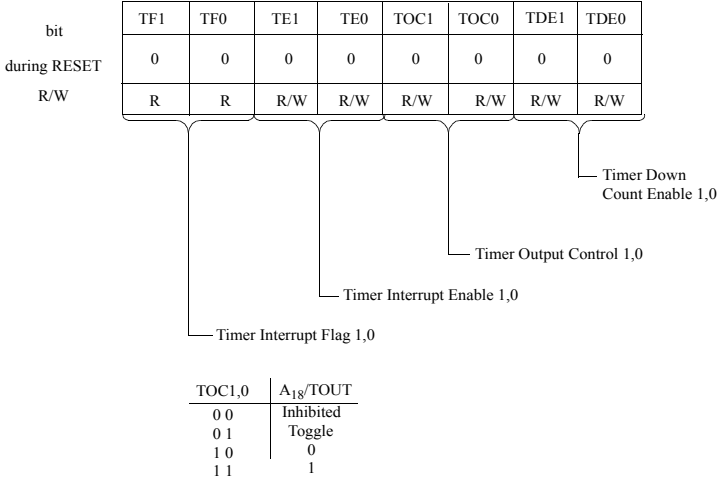 bit TF1 TF0 TE1 TE0 TOC1 TOC0 TDE1 TDE0
during RESET 0 0 0 0 0 0 0 0
R/W R R R/W R/W R/W R/W R/W R/W
Timer Down
Count Enable 1,0
Timer Output Control 1,0
Timer Interrupt Enable 1,0
Timer Interrupt Flag 1,0
TOC1,0 A18/TOUT
0 0 Inhibited
0 1 Toggle
1 0 0
1 1 1